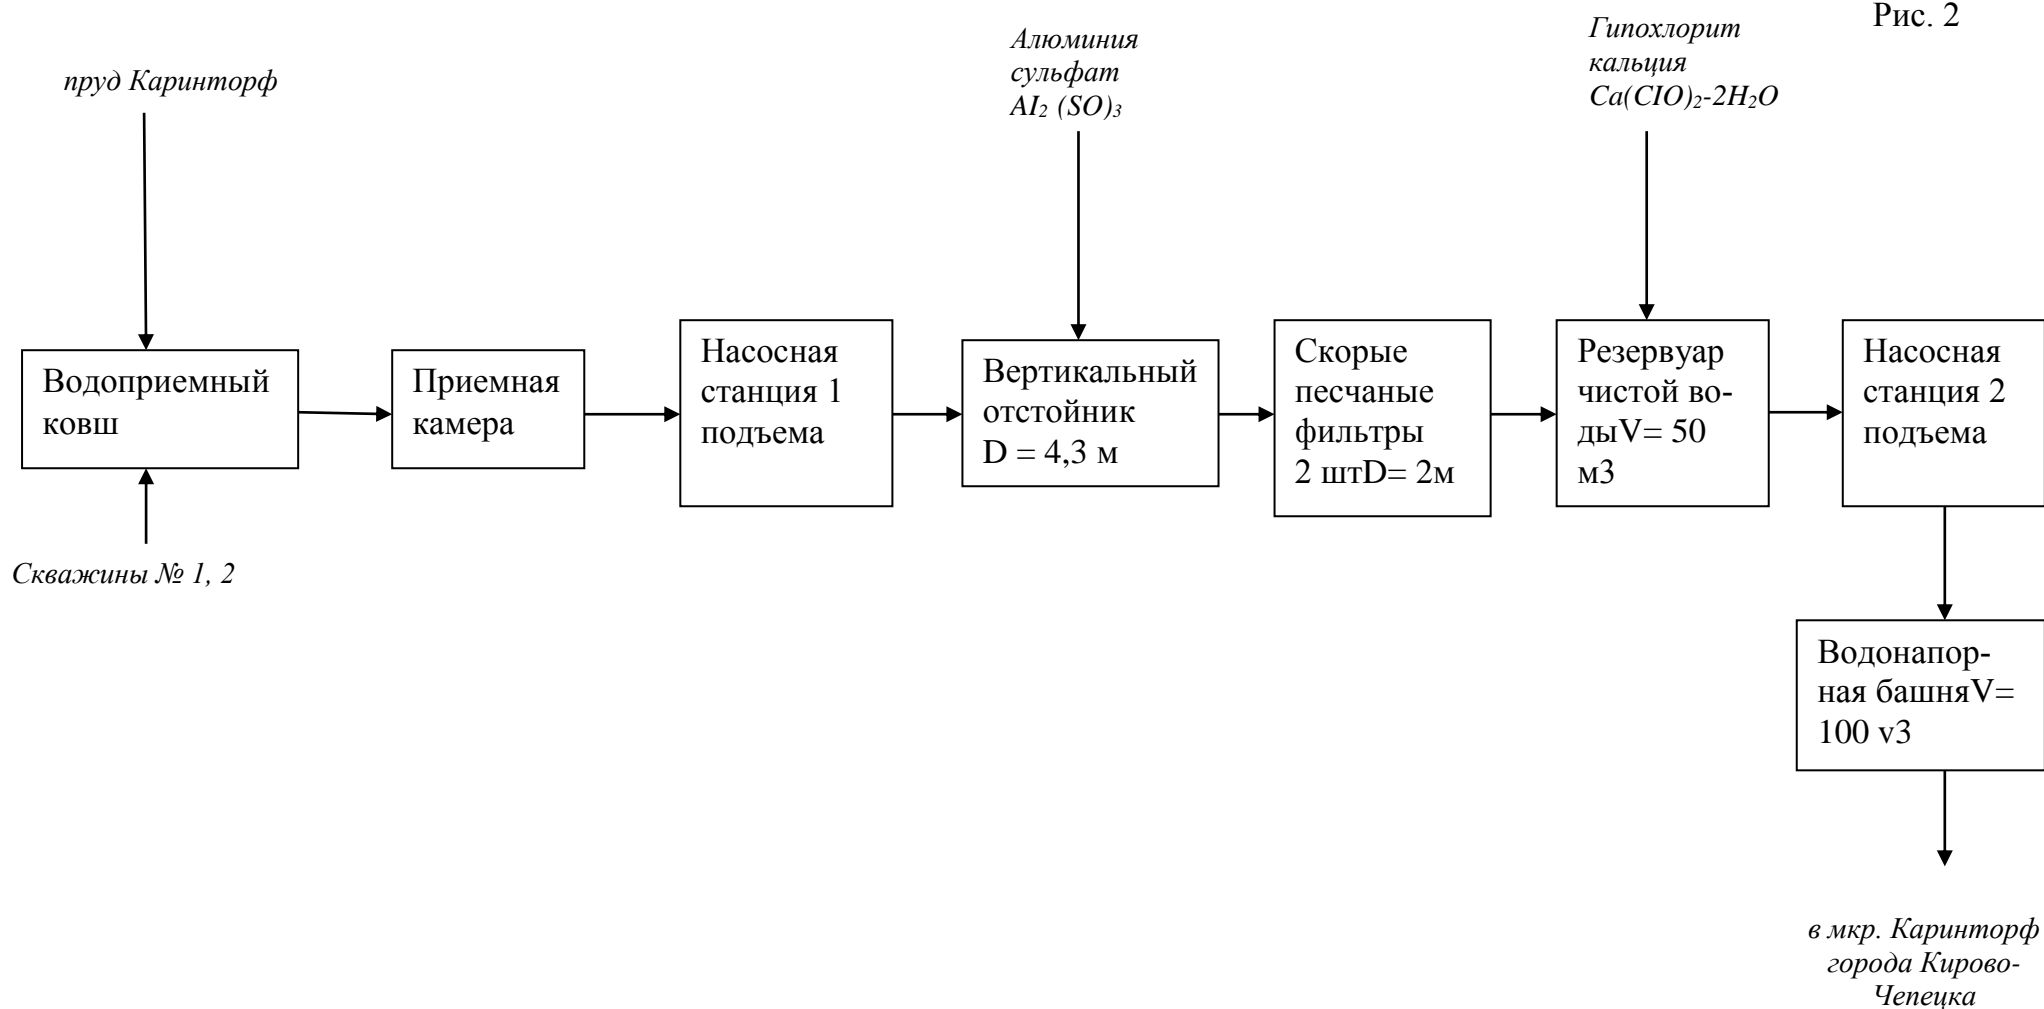 Рис. 2
пруд Каринторф
Алюминия
сульфат
AI₂ (SO)₃
Гипохлорит
кальция
Ca(CIO)₂-2H₂O
Водоприемный
ковш
Приемная
камера
Насосная
станция 1
подъема
Вертикальный
отстойник
D = 4,3 м
Скорые
песчаные
фильтры
2 штD= 2м
Резервуар
чистой во-
дыV= 50
м3
Насосная
станция 2
подъема
Скважины № 1, 2
Водонапор-
ная башняV=
100 v3
в мкр. Каринторф
города Кирово-
Чепецка